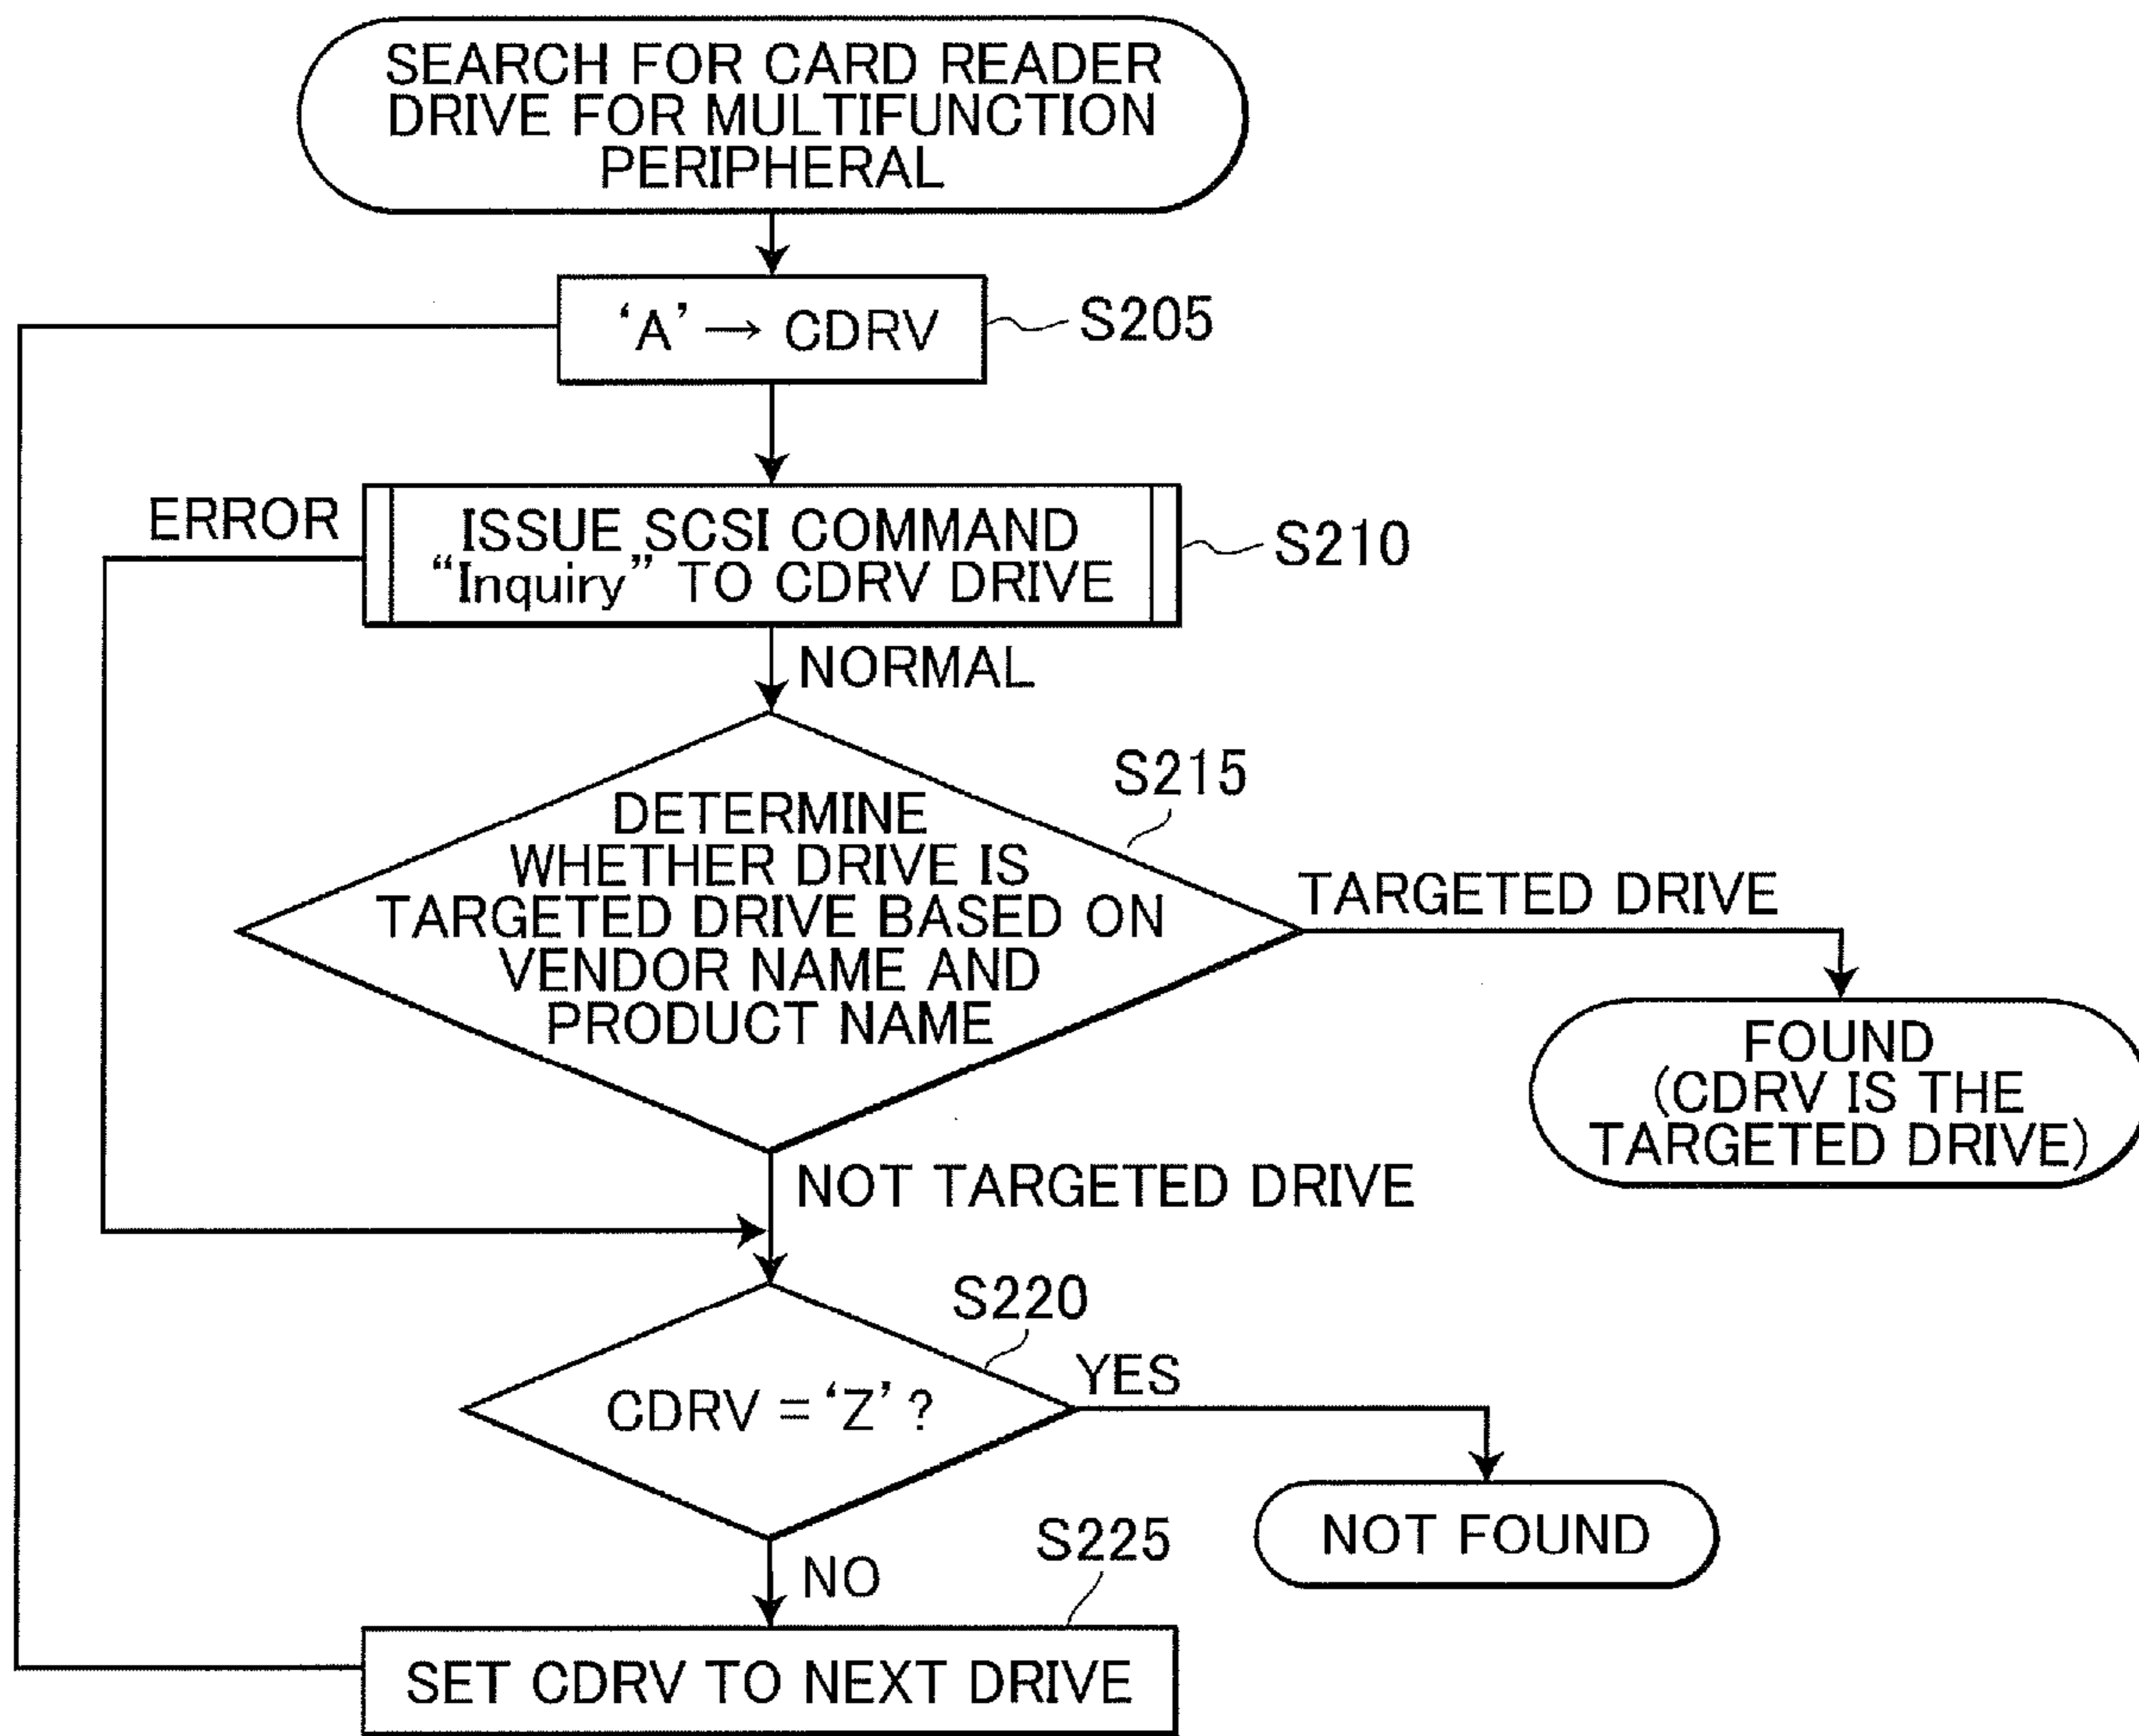 SEARCH FOR CARD READER
DRIVE FOR MULTIFUNCTION
PERIPHERAL
‘A’ → CDRV
S205
ERROR
ISSUE SCSI COMMAND
“Inquiry” TO CDRV DRIVE
S210
NORMAL
S215
DETERMINE
WHETHER DRIVE IS
TARGETED DRIVE BASED ON
VENDOR NAME AND
PRODUCT NAME
TARGETED DRIVE
FOUND
(CDRV IS THE
TARGETED DRIVE)
NOT TARGETED DRIVE
S220
CDRV = ‘Z’ ?
YES
NOT FOUND
NO
S225
SET CDRV TO NEXT DRIVE